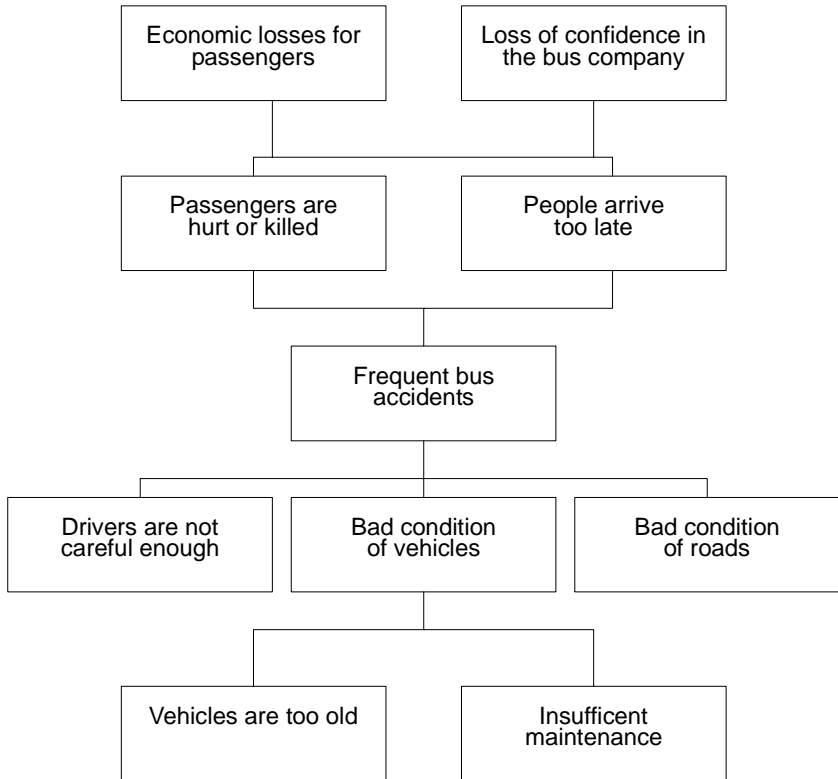 Economic losses for
passengers
Loss of confidence in
the bus company
Passengers are
hurt or killed
People arrive
too late
Frequent bus
accidents
Drivers are not
careful enough
Bad condition
of vehicles
Bad condition
of roads
Vehicles are too old
Insufficent
maintenance